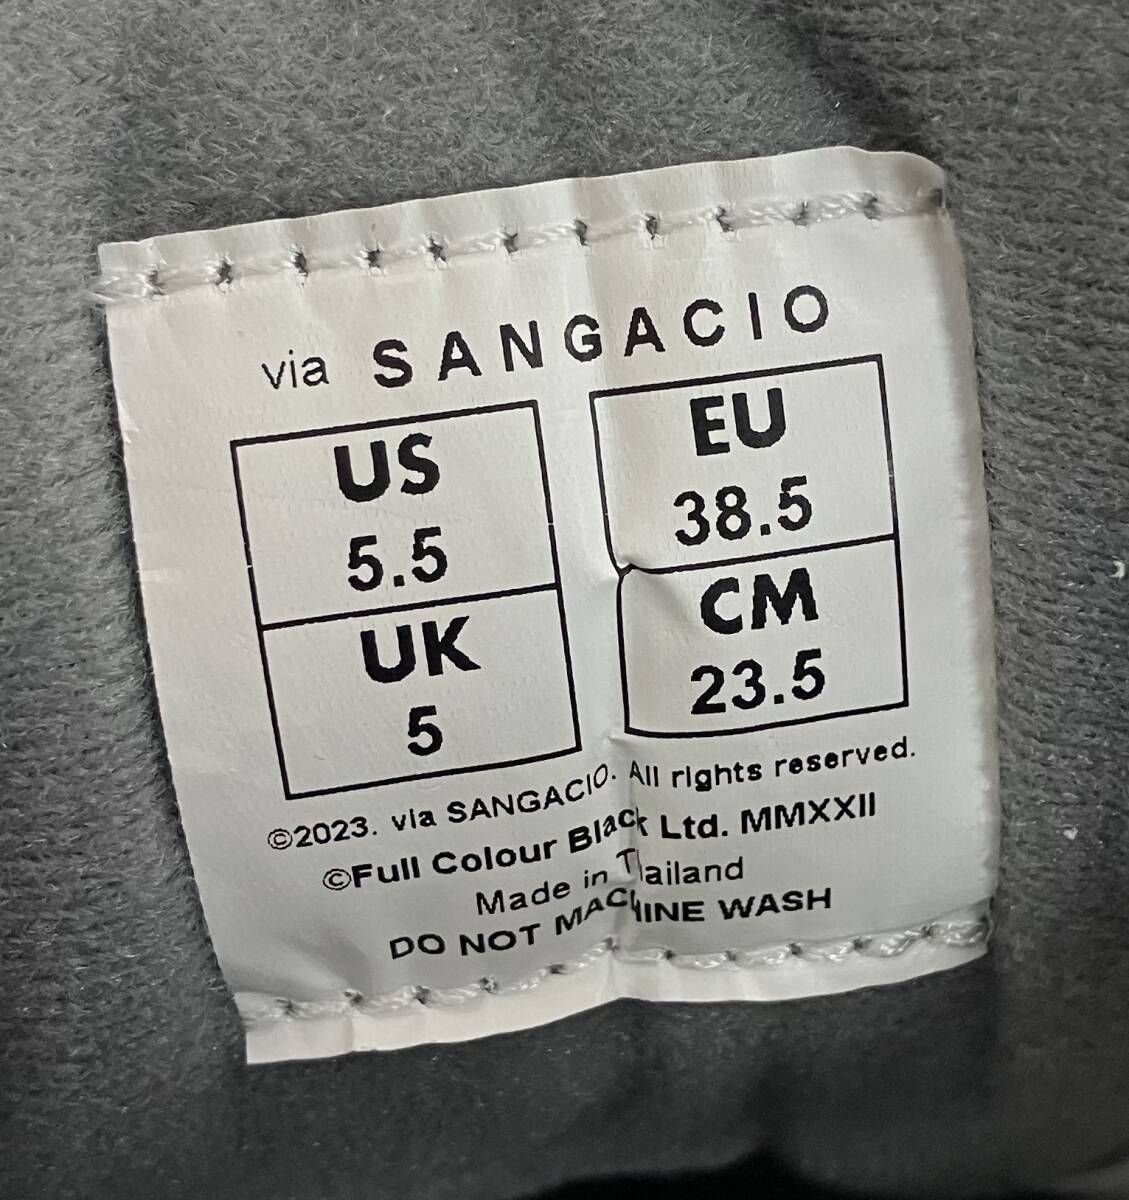 via SANGACIO
US
5.5
UK
5
EU
38.5
CM
23.5
©2023. via SANGACIO. All rights reserved.
©Full Colour Black Ltd. MMXXII
Made in Thailand
DO NOT MACHINE WASH